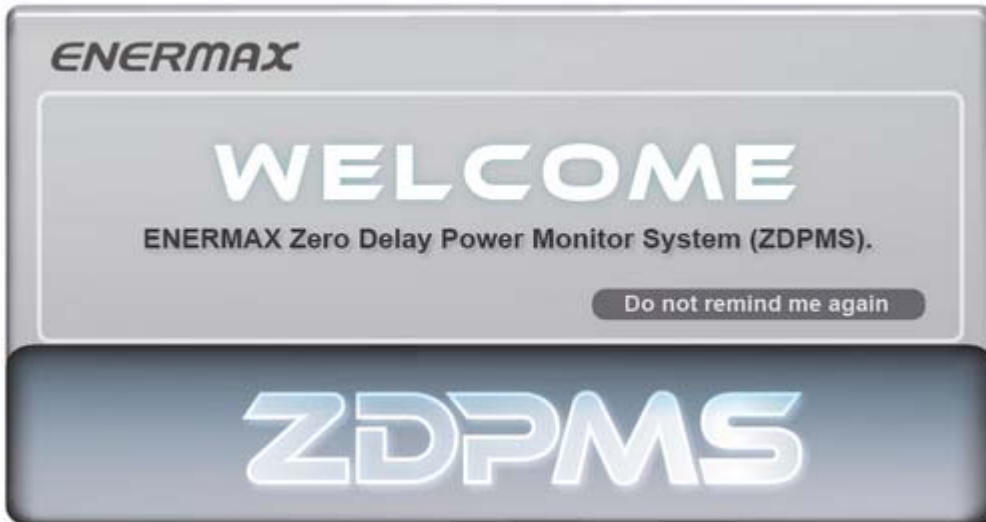 ENERMAX
WELCOME
ENERMAX Zero Delay Power Monitor System (ZDPMS).
Do not remind me again
ZDPMS